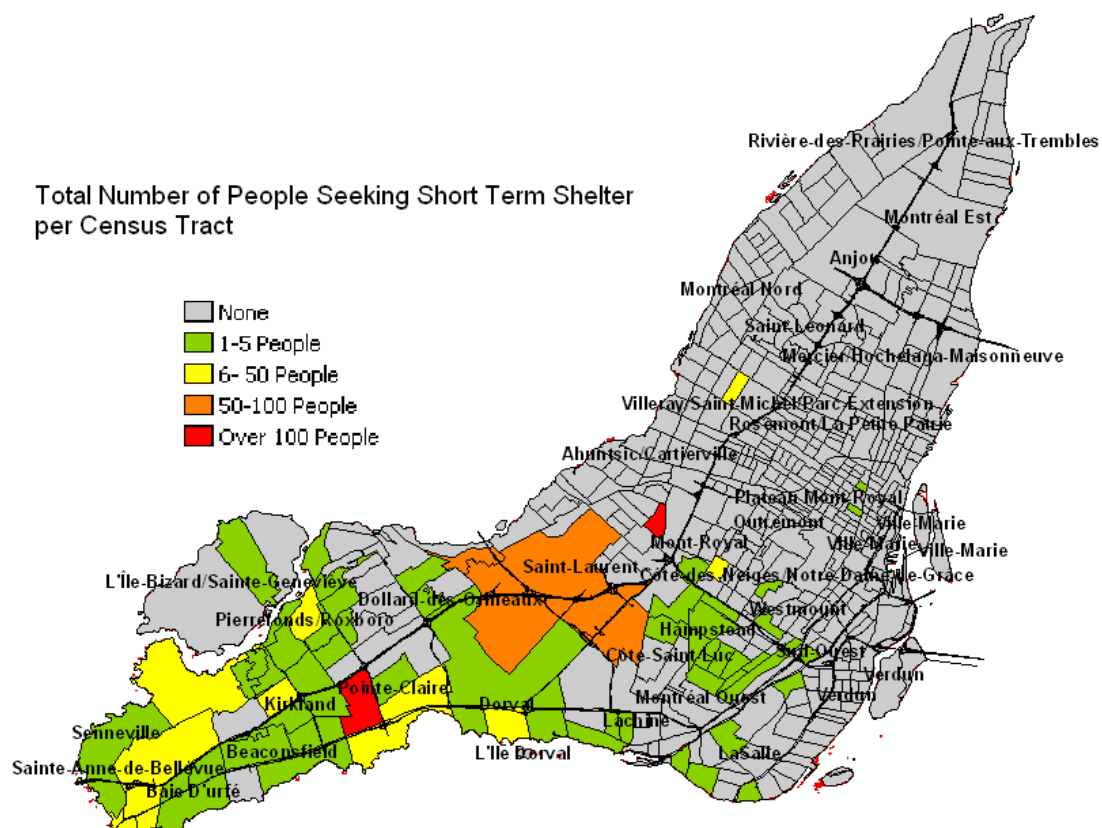 Rivière-des-Prairies/Pointe-aux-Trembles
Total Number of People Seeking Short Term Shelter
per Census Tract
Montréal Est
Anjou
Montréal Nord
None
Saint-Léonard
1-5 People
Mercier/Hochelaga-Maisonneuve
6- 50 People
50-100 People
Villeray/Saint-Michel/Parc-Extension
Rosemont/La Petite Patrie
Over 100 People
Ahuntsic/Cartierville
Plateau Mont-Royal
Outremont
Ville-Marie
Mont-Royal
Ville-Marie
Ville-Marie
Saint-Laurent
Côte-des-Neiges/Notre-Dame-de-Grace
L'Île-Bizard/Sainte-Geneviève
Dollard-des-Ormeaux
Westmount
Pierrefonds/Roxboro
Hampstead
Sud-Ouest
Côte-Saint-Luc
Verdun
Pointe-Claire
Verdun
Montréal Ouest
Kirkland
Dorval
Lachine
Senneville
Beaconsfield
L'Ile Dorval
LaSalle
Sainte-Anne-de-Bellevue
Baie D'urfé